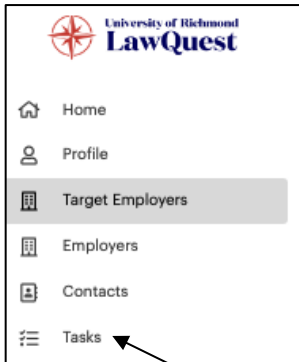 University of Richmond
LawQuest
Home
Profile
Target Employers
Employers
Contacts
Tasks